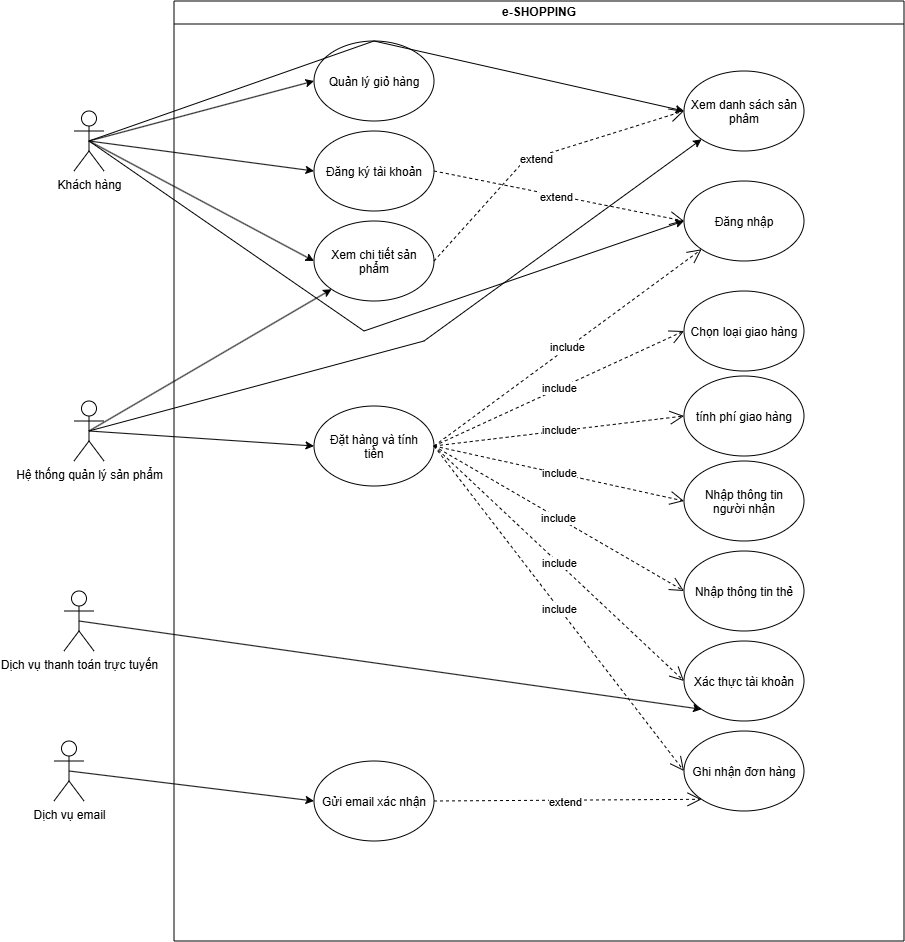 e-SHOPPING
Quản lý giỏ hàng
Xem danh sách sản
phâm
extend
Đăng ký tài khoản
Khách hàng
extend
Đăng nhập
Xem chi tiết sản
phẩm
Chọn loại giao hàng
include
include
tính phí giao hàng
include
Đặt hàng và tính
tiền
Hệ thống quản lý sản phẩm
include
Nhập thông tin
người nhận
include
include
Nhập thông tin thẻ
include
Dịch vụ thanh toán trực tuyến
Xác thực tài khoản
Ghi nhận đơn hàng
Gửi email xác nhận
extend
Dịch vụ email